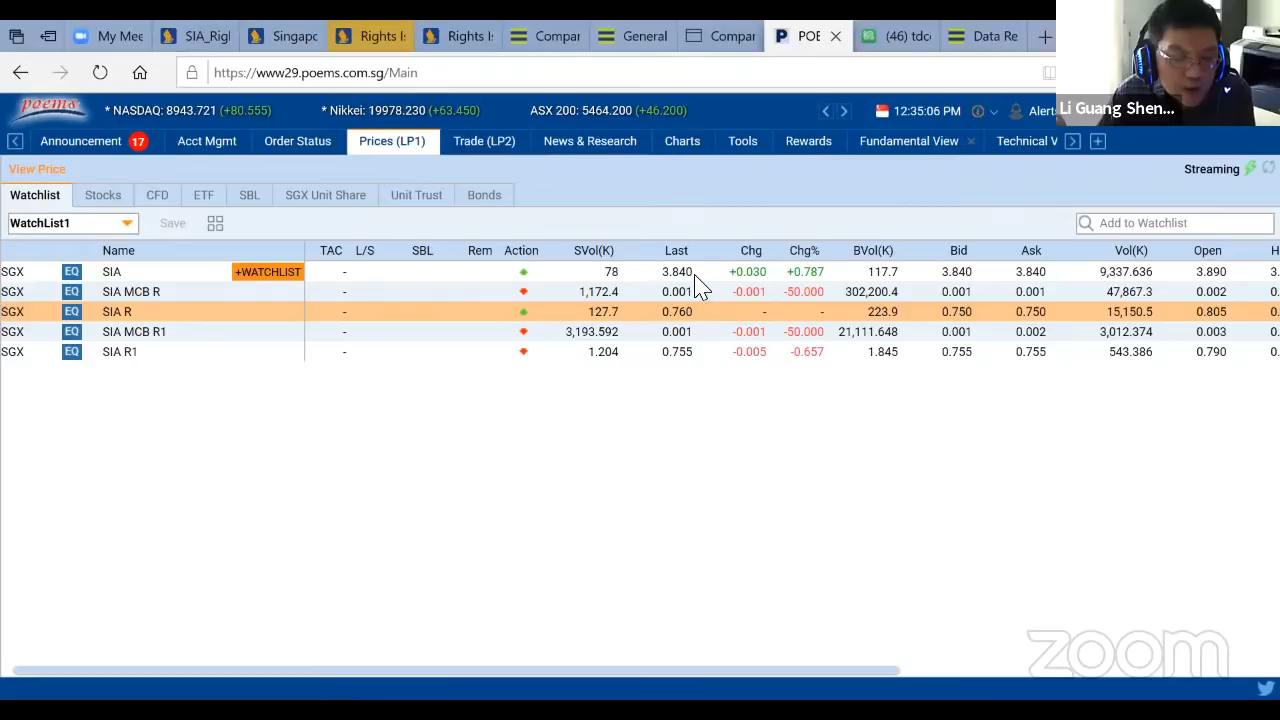 My Mee
SIA_Rigl
Singapo
Rights I:
Rights I:
Compar
General
Compar
POE
(46) tdco
Data Re
https://www29.poems.com.sg/Main
Li Guang Shen...
poems
* NASDAQ: 8943.721 (+80.555)
* Nikkei: 19978.230 (+63.450)
ASX 200: 5464.200 (+46.200)
12:35:06 PM
Alert
Announcement 17
Acct Mgmt
Order Status
Prices (LP1)
Trade (LP2)
News & Research
Charts
Tools
Rewards
Fundamental View
Technical V
View Price
Streaming
Watchlist
Stocks
CFD
ETF
SBL
SGX Unit Share
Unit Trust
Bonds
WatchList1
Save
Add to Watchlist
Name TAC L/S SBL Rem Action SVol(K) Last Chg Chg% BVol(K) Bid Ask Vol(K) Open H
SGX EQ SIA +WATCHLIST - 78 3.840 +0.030 +0.787 117.7 3.840 3.840 9,337.636 3.890 3.
SGX EQ SIA MCB R - 1,172.4 0.001 -0.001 -50.000 302,200.4 0.001 0.001 47,867.3 0.002 0.
SGX EQ SIA R - 127.7 0.760 - - 223.9 0.750 0.750 15,150.5 0.805 0.
SGX EQ SIA MCB R1 - 3,193.592 0.001 -0.001 -50.000 21,111.648 0.001 0.002 3,012.374 0.003 0.
SGX EQ SIA R1 - 1.204 0.755 -0.005 -0.657 1.845 0.755 0.755 543.386 0.790 0.
zoom